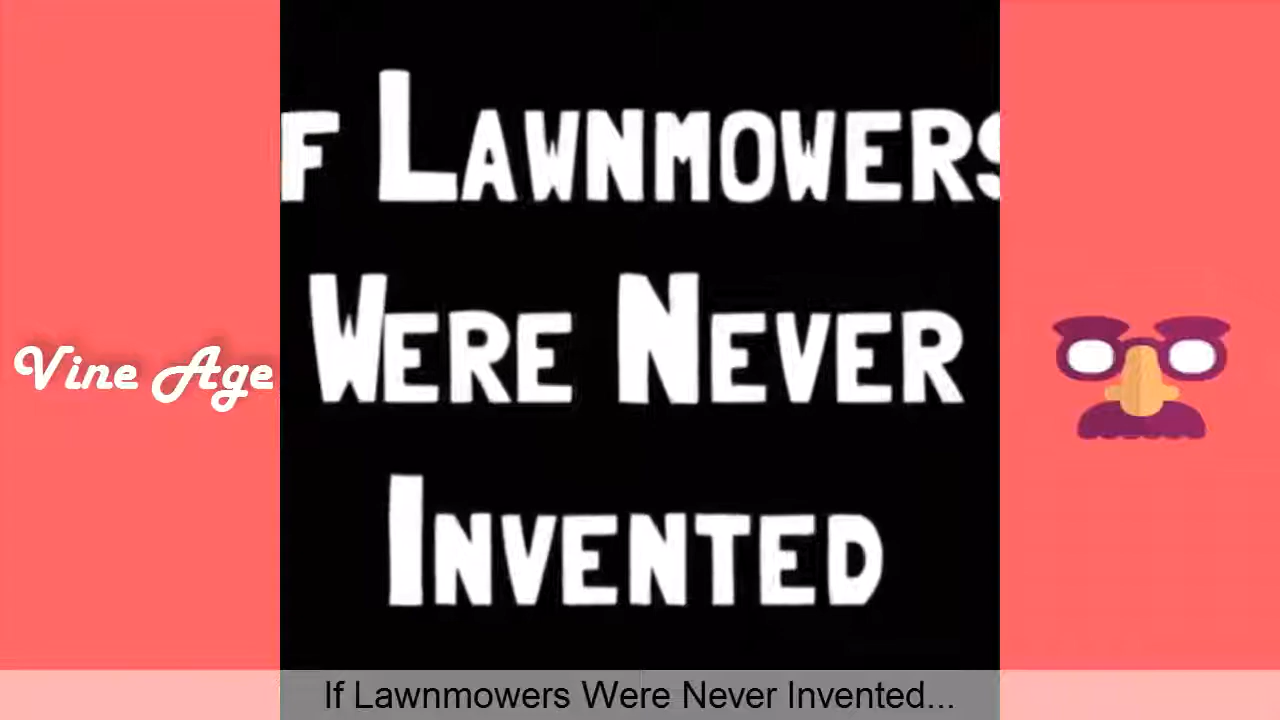 F LAWNMOWERS
WERE NEVER
INVENTED
Vine Age
If Lawnmowers Were Never Invented...